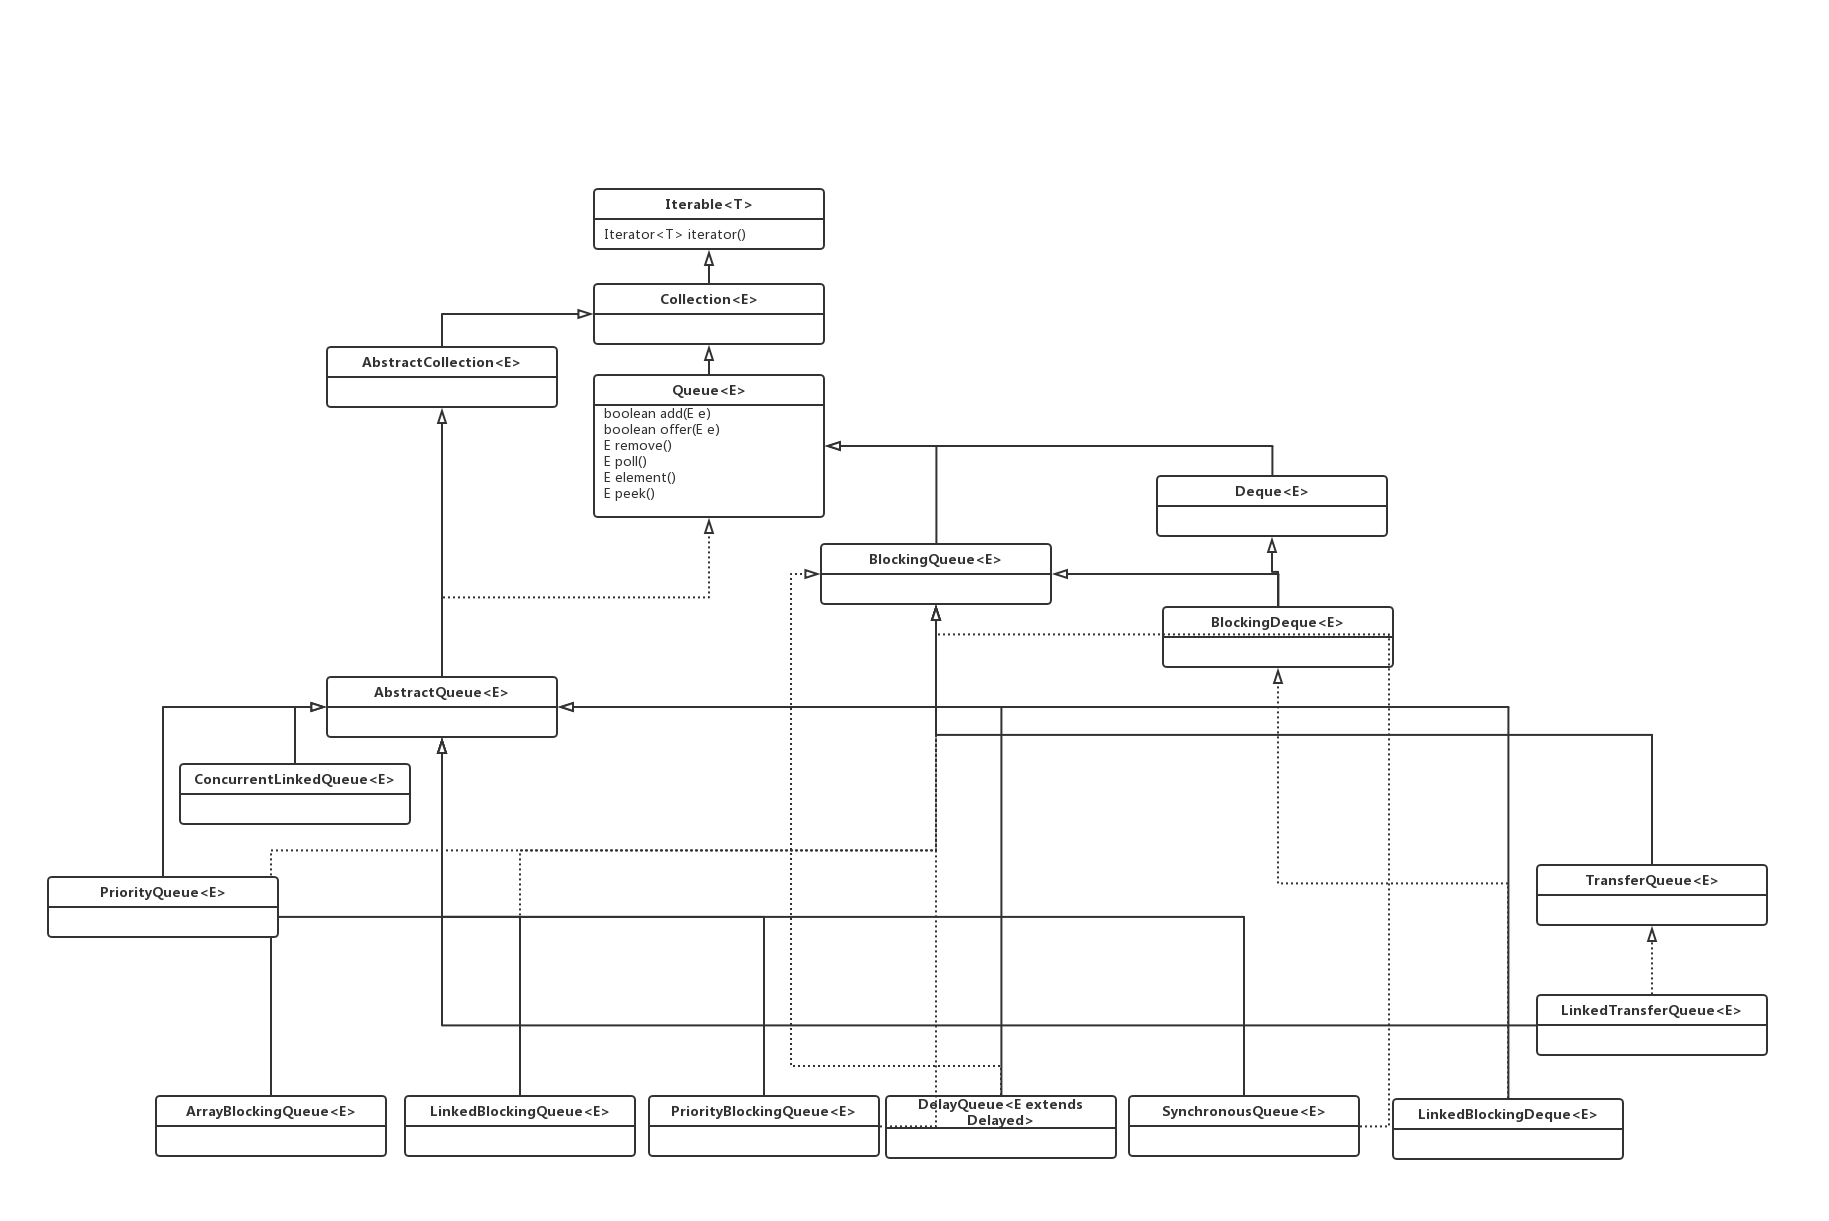 Iterable<T>
Iterator<T> iterator()
Collection<E>
AbstractCollection<E>
Queue<E>
boolean add(E e)
boolean offer(E e)
E remove()
E poll()
E element()
E peek()
Deque<E>
BlockingQueue<E>
BlockingDeque<E>
AbstractQueue<E>
ConcurrentLinkedQueue<E>
PriorityQueue<E>
TransferQueue<E>
LinkedTransferQueue<E>
ArrayBlockingQueue<E>
LinkedBlockingQueue<E>
PriorityBlockingQueue<E>
DelayQueue<E extends
Delayed>
SynchronousQueue<E>
LinkedBlockingDeque<E>